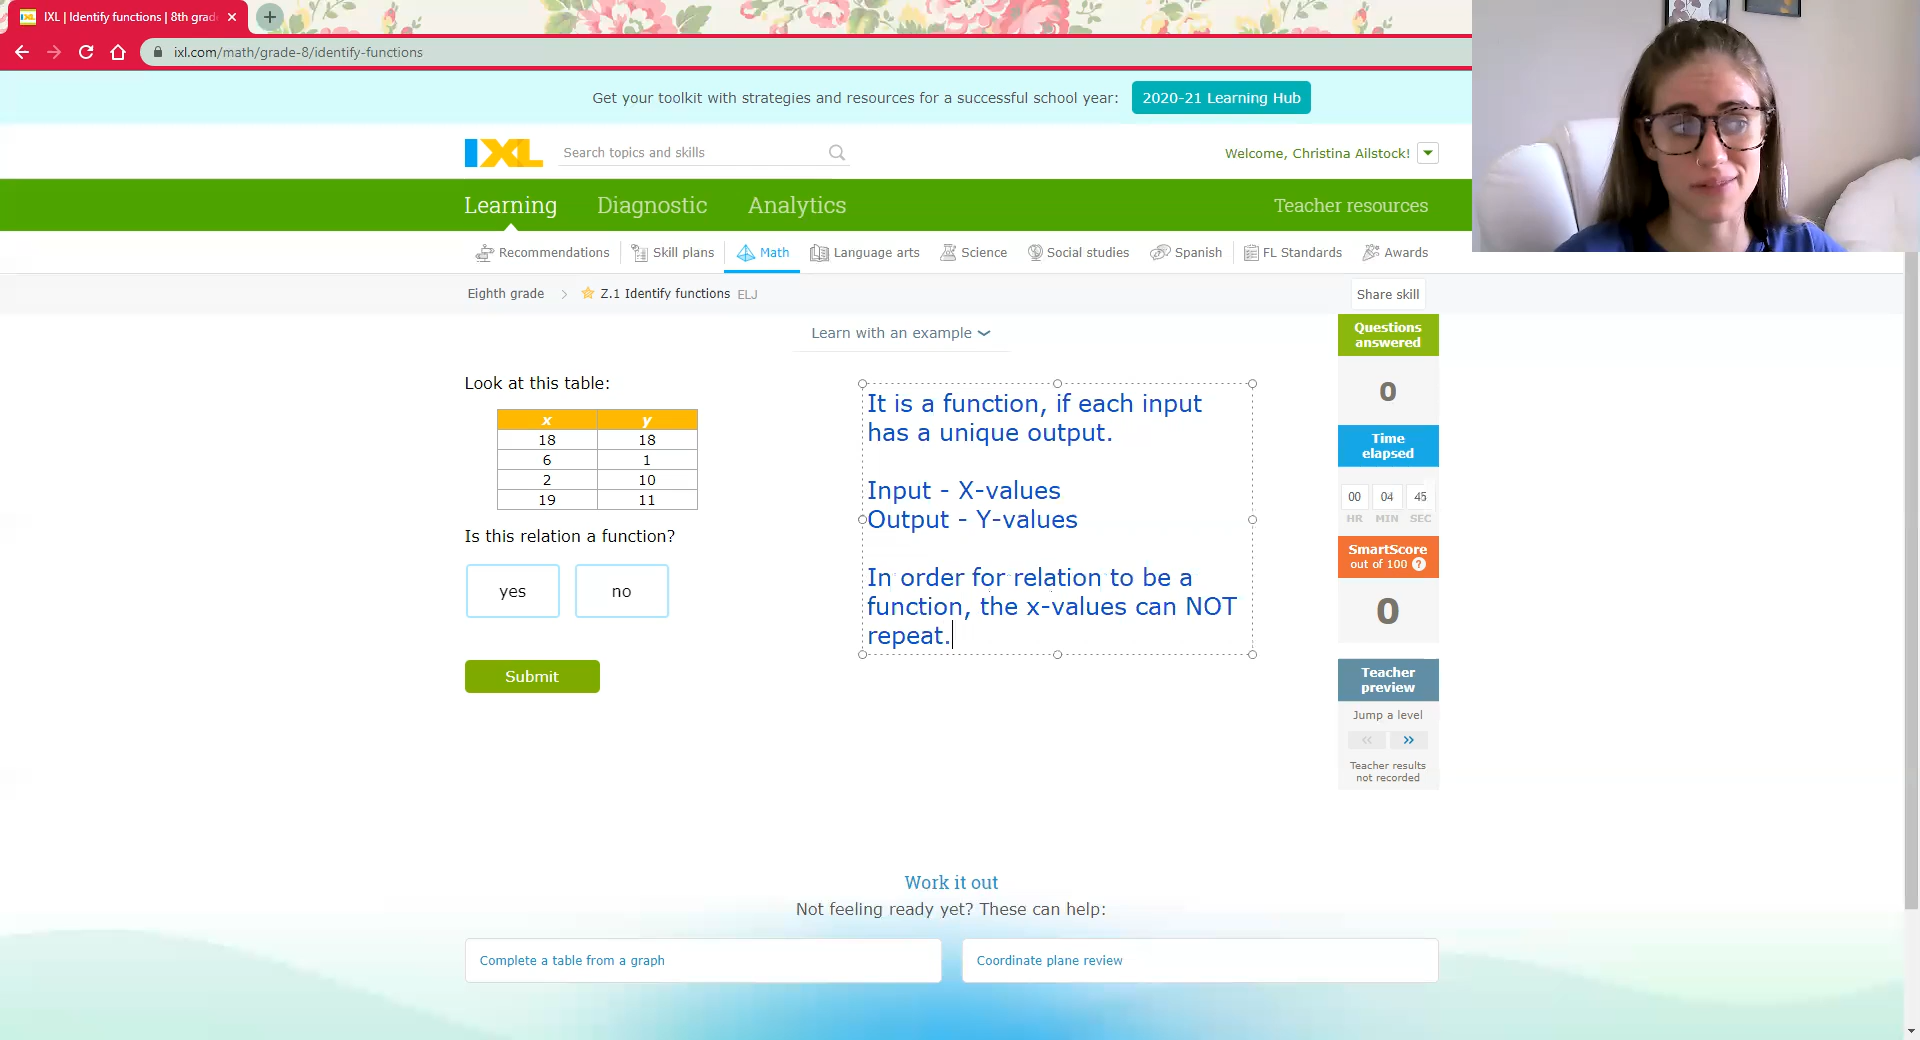 IXL | Identify functions | 8th grad
ixl.com/math/grade-8/identify-functions
Get your toolkit with strategies and resources for a successful school year: 2020-21 Learning Hub
IXL Search topics and skills Welcome, Christina Ailstock!
Learning Diagnostic Analytics Teacher resources
Recommendations Skill plans Math Language arts Science Social studies Spanish FL Standards Awards
Eighth grade > Z.1 Identify functions ELJ Share skill
Learn with an example
Look at this table:
x y
18 18
6 1
2 10
19 11
Is this relation a function?
yes no
Submit
It is a function, if each input
has a unique output.
Input - X-values
Output - Y-values
In order for relation to be a
function, the x-values can NOT
repeat.
Questions
answered
0
Time
elapsed
00 04 45
HR MIN SEC
SmartScore
out of 100 ?
0
Teacher
preview
Jump a level
<< >>
Teacher results
not recorded
Work it out
Not feeling ready yet? These can help:
Complete a table from a graph Coordinate plane review